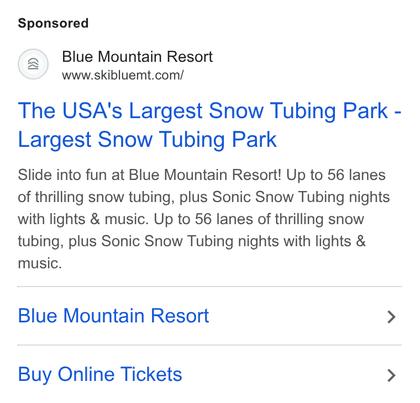 Sponsored
Blue Mountain Resort
www.skibluemt.com/
The USA's Largest Snow Tubing Park -
Largest Snow Tubing Park
Slide into fun at Blue Mountain Resort! Up to 56 lanes
of thrilling snow tubing, plus Sonic Snow Tubing nights
with lights & music. Up to 56 lanes of thrilling snow
tubing, plus Sonic Snow Tubing nights with lights &
music.
Blue Mountain Resort
Buy Online Tickets